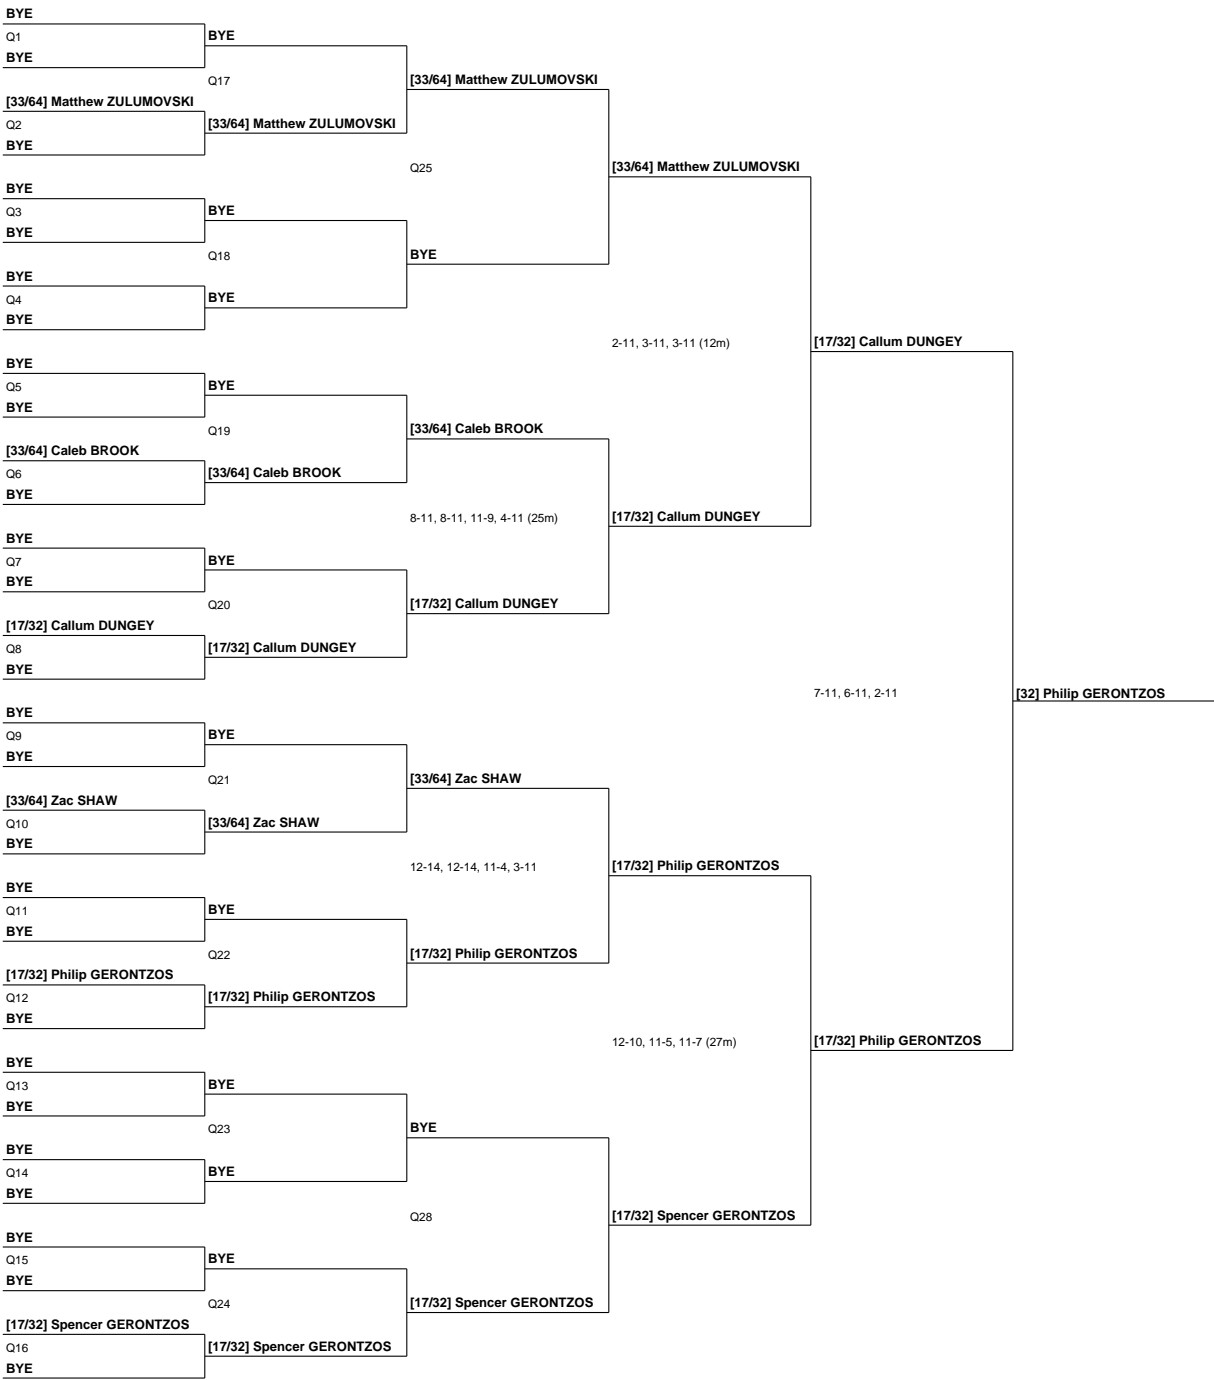 BYE
Q1
BYE
BYE
Q17
[33/64] Matthew ZULUMOVSKI
[33/64] Matthew ZULUMOVSKI
Q2
[33/64] Matthew ZULUMOVSKI
BYE
Q25
[33/64] Matthew ZULUMOVSKI
BYE
Q3
BYE
BYE
Q18
BYE
BYE
Q4
BYE
BYE
2-11, 3-11, 3-11 (12m)
[17/32] Callum DUNGEY
BYE
Q5
BYE
BYE
Q19
[33/64] Caleb BROOK
[33/64] Caleb BROOK
Q6
[33/64] Caleb BROOK
BYE
8-11, 8-11, 11-9, 4-11 (25m)
[17/32] Callum DUNGEY
BYE
Q7
BYE
BYE
Q20
[17/32] Callum DUNGEY
[17/32] Callum DUNGEY
Q8
[17/32] Callum DUNGEY
BYE
7-11, 6-11, 2-11
[32] Philip GERONTZOS
BYE
Q9
BYE
BYE
Q21
[33/64] Zac SHAW
[33/64] Zac SHAW
Q10
[33/64] Zac SHAW
BYE
12-14, 12-14, 11-4, 3-11
[17/32] Philip GERONTZOS
BYE
Q11
BYE
BYE
Q22
[17/32] Philip GERONTZOS
[17/32] Philip GERONTZOS
Q12
[17/32] Philip GERONTZOS
BYE
12-10, 11-5, 11-7 (27m)
[17/32] Philip GERONTZOS
BYE
Q13
BYE
BYE
Q23
BYE
BYE
Q14
BYE
BYE
Q28
[17/32] Spencer GERONTZOS
BYE
Q15
BYE
BYE
Q24
[17/32] Spencer GERONTZOS
[17/32] Spencer GERONTZOS
Q16
[17/32] Spencer GERONTZOS
BYE